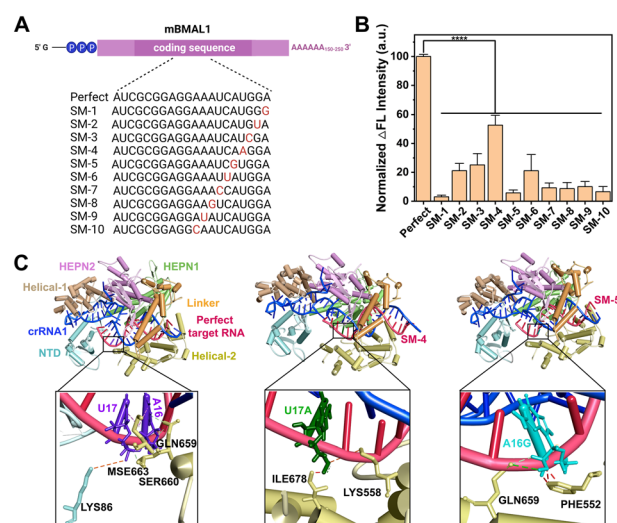 A
mBMAL1
5' G
P P P
coding sequence
AAAAAA150-250 3'
Perfect AUCGCGGAGGAAAUCAUGGA
SM-1 AUCGCGGAGGAAAUCAUGGG
SM-2 AUCGCGGAGGAAAUCAUGUA
SM-3 AUCGCGGAGGAAAUCAUCGA
SM-4 AUCGCGGAGGAAAUCAAGGA
SM-5 AUCGCGGAGGAAAUCGUGGA
SM-6 AUCGCGGAGGAAAUUAUGGA
SM-7 AUCGCGGAGGAAACCAUGGA
SM-8 AUCGCGGAGGAAGUCAUGGA
SM-9 AUCGCGGAGGAUAUCAUGGA
SM-10 AUCGCGGAGGCAAUCAUGGA
B
Normalized △FL Intensity (a.u.)
100
80
60
40
20
0
****
Perfect
SM-1
SM-2
SM-3
SM-4
SM-5
SM-6
SM-7
SM-8
SM-9
SM-10
C
HEPN2
HEPN1
Helical-1
Linker
crRNA1
Perfect
target RNA
NTD
Helical-2
SM-4
SM-5
U17
A16
GLN659
MSE663
SER660
LYS86
U17A
ILE678
LYS558
A16G
GLN659
PHE552